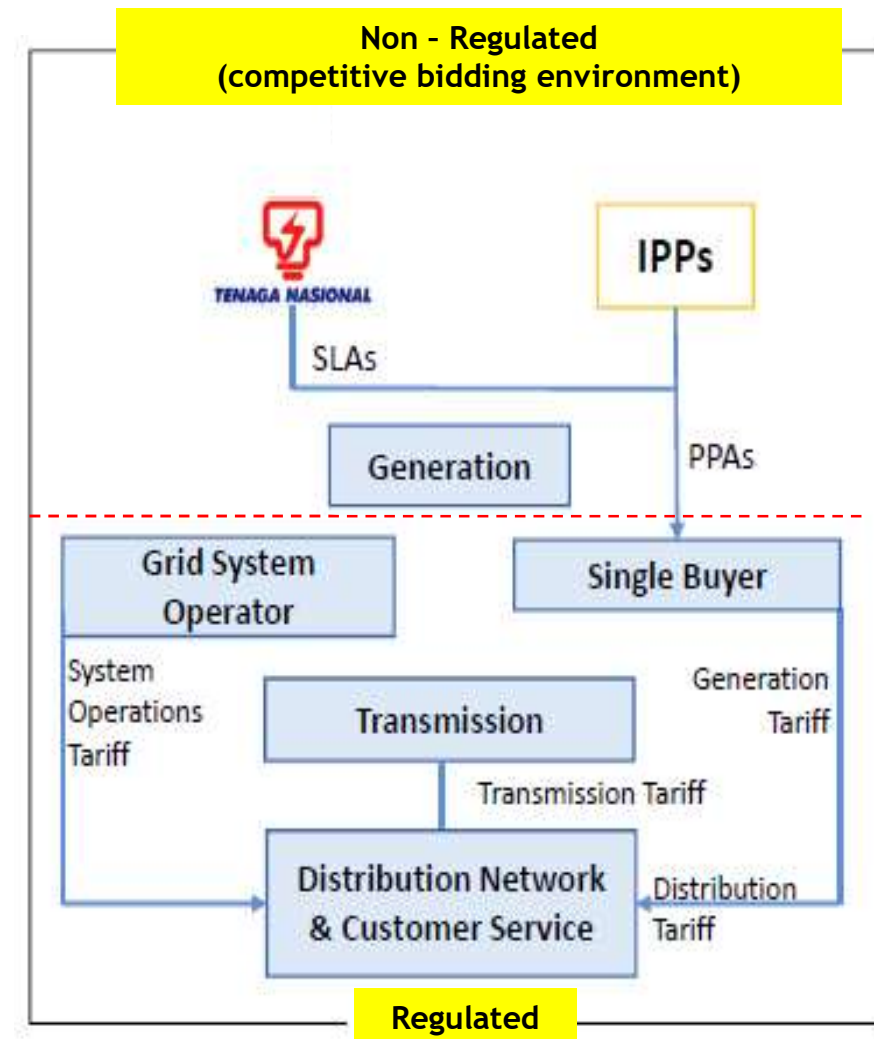 Non - Regulated
(competitive bidding environment)
TENAGA NASIONAL
IPPs
SLAs
Generation
PPAs
Grid System
Operator
Single Buyer
System
Operations
Tariff
Generation
Tariff
Transmission
Transmission Tariff
Distribution Network
& Customer Service
Distribution
Tariff
Regulated